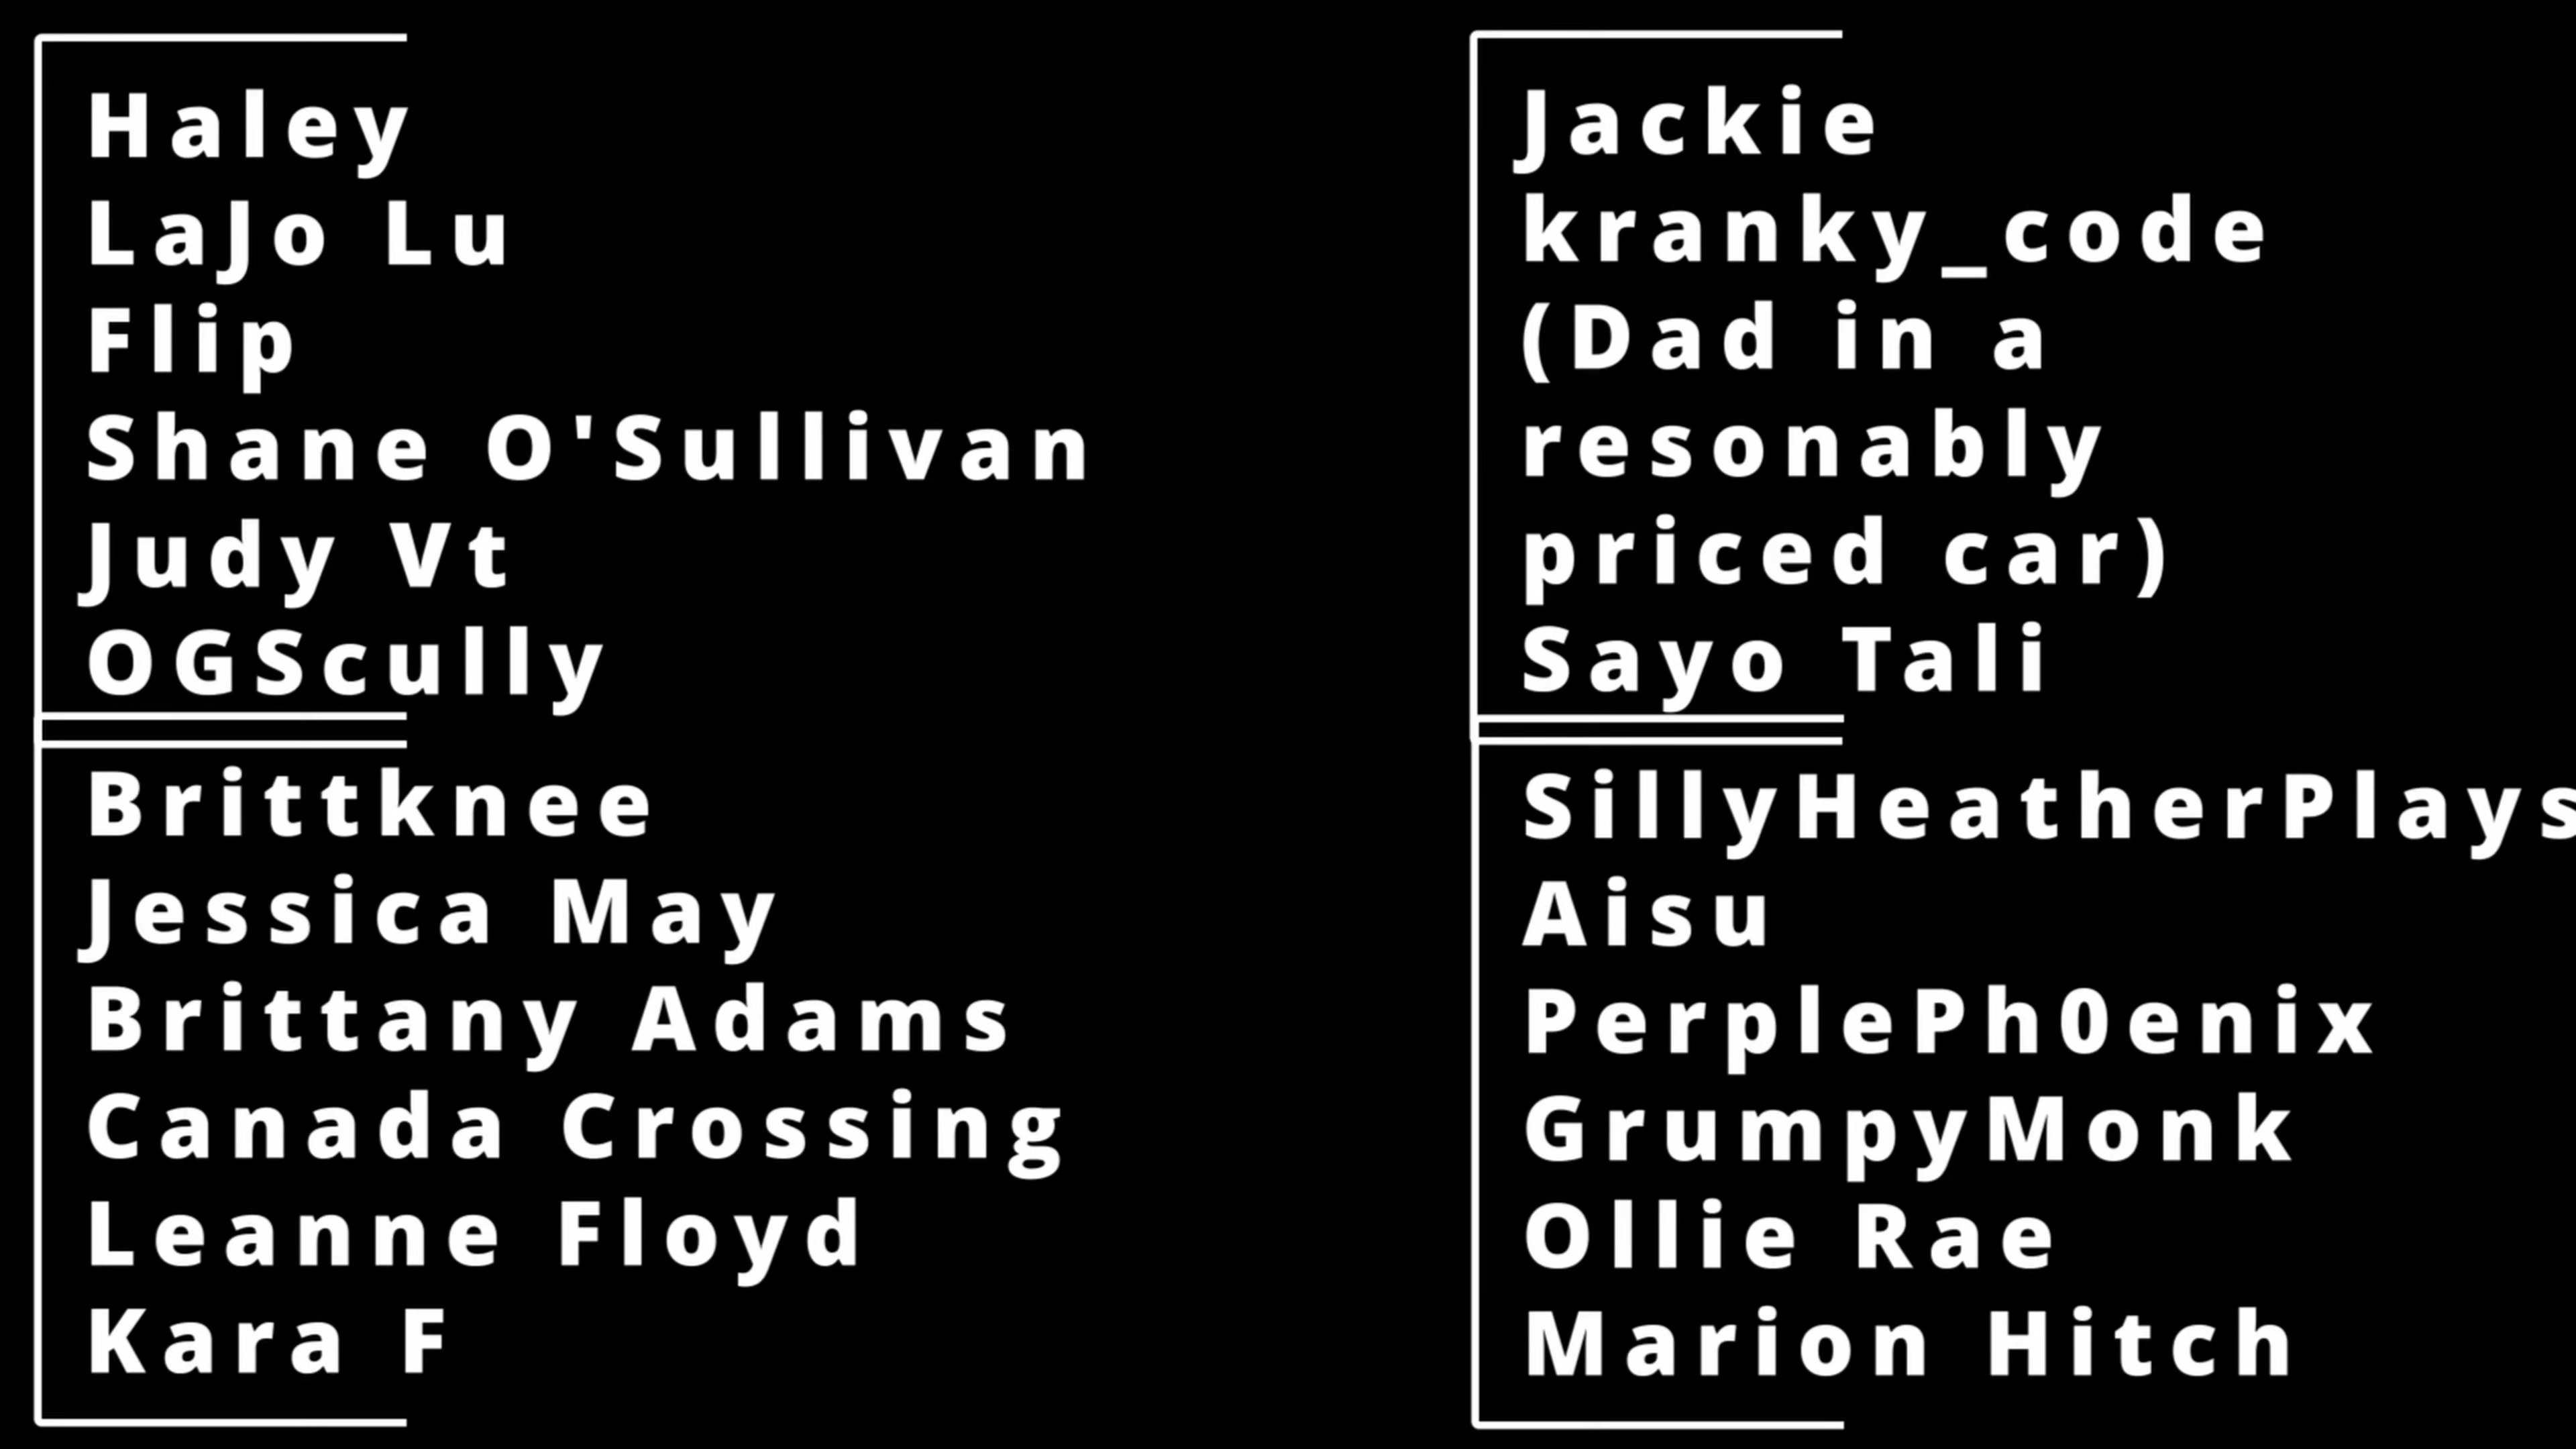 Haley
LaJo Lu
Flip
Shane O'Sullivan
Judy Vt
OGScully
Brittknee
Jessica May
Brittany Adams
Canada Crossing
Leanne Floyd
Kara F
Jackie
kranky_code
(Dad in a
resonably
priced car)
Sayo Tali
SillyHeatherPlays
Aisu
PerplePh0enix
GrumpyMonk
Ollie Rae
Marion Hitch